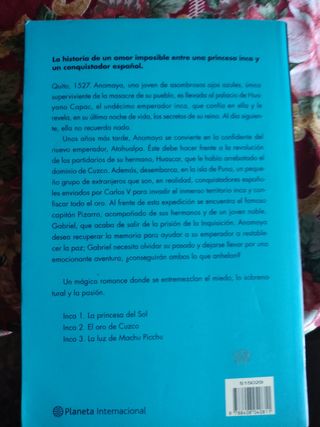 La historia de un amor imposible entre una princesa inca y
un conquistador español.
Quito, 1527. Anamaya, una joven de asombrosos ojos azules, única
superviviente de la masacre de su pueblo, es llevada al palacio de Hua-
yana Capac, el undécimo emperador inca, que confía en ella y le
revela, en su última noche de vida, los secretos de su reino. Al día siguien-
te, ella no recuerda nada.
Unos años más tarde, Anamaya se convierte en la confidente del
nuevo emperador, Atahualpa. Éste debe hacer frente a la revolución
de los partidarios de su hermano, Huascar, que le había arrebatado el
dominio de Cuzco. Además, desembarca, en la isla de Puna, un peque-
ño grupo de extranjeros que son, en realidad, conquistadores españo-
les enviados por Carlos V para invadir el inmenso territorio inca y con-
fiscar todo el oro. Al frente de esta expedición se encuentra el famoso
capitán Pizarro, acompañado de sus hermanos y de un joven noble,
Gabriel, que acaba de salir de la prisión de la Inquisición. Anamaya
desea recuperar la memoria para ayudar a su emperador a restable-
cer la paz; Gabriel necesita olvidar su pasado y dejarse llevar por una
emocionante aventura, ¿conseguirán ambos lo que anhelan?
Un mágico romance donde se entremezclan el miedo, lo sobrena-
tural y la pasión.
Inca 1. La princesa del Sol
Inca 2. El oro de Cuzco
Inca 3. La luz de Machu Picchu
Planeta internacional